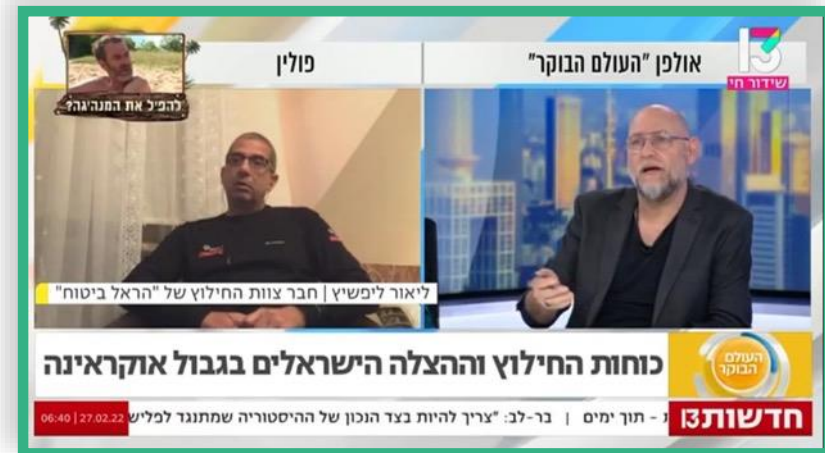 13
שידור חי
אולפן "העולם הבוקר"
פולין
להפיל את המנהיגה?
ליאור ליפשיץ | חבר צוות החילוץ של "הראל ביטוח"
העולם הבוקר
כוחות החילוץ וההצלה הישראלים בגבול אוקראינה
חדשות13
- תוך ימים | בר-לב: "צריך להיות בצד הנכון של ההיסטוריה שמתנגד לפליש
06:40 | 27.02.22